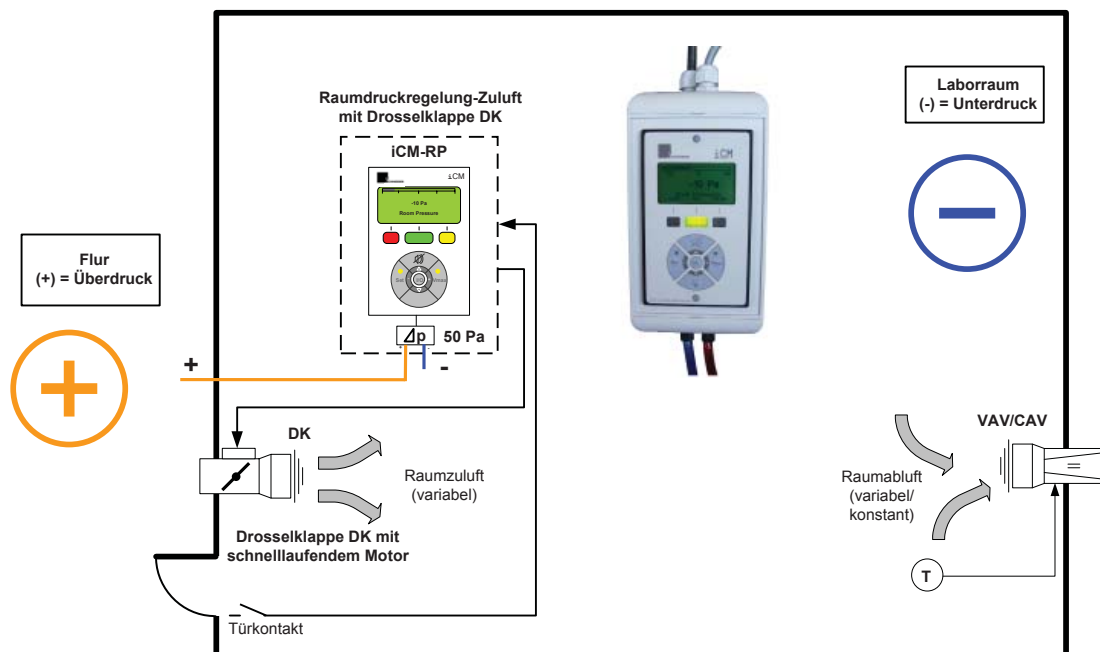 Raumdruckregelung-Zuluft
mit Drosselklappe DK
iCM-RP
iCM
-10 Pa
Room Pressure
Δp
50 Pa
+
-
Flur
(+) = Überdruck
iCM
-10 Pa
Laborraum
(-) = Unterdruck
DK
Raumzuluft
(variabel)
Drosselklappe DK mit
schnelllaufendem Motor
Türkontakt
VAV/CAV
Raumabluft
(variabel/
konstant)
T